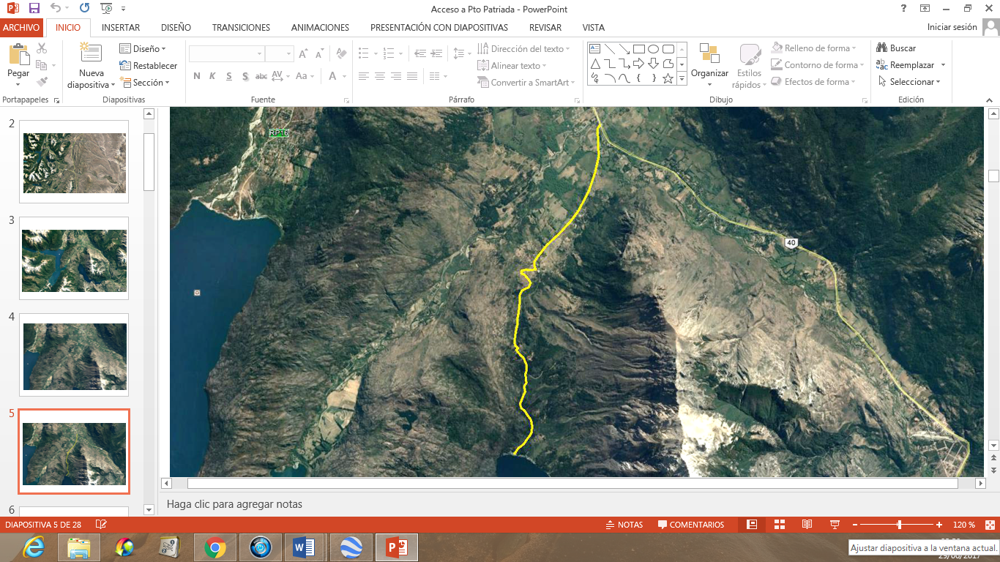 Acceso a Pto Patriada - PowerPoint
ARCHIVO INICIO INSERTAR DISEÑO TRANSICIONES ANIMACIONES PRESENTACIÓN CON DIAPOSITIVAS REVISAR VISTA Iniciar sesión
Pegar
Nueva diapositiva
Diseño
Restablecer
Sección
N K S S abc AV Aa A
Dirección del texto
Alinear texto
Convertir a SmartArt
Organizar
Estilos rápidos
Relleno de forma
Contorno de forma
Efectos de forma
Buscar
Reemplazar
Seleccionar
Portapapeles Diapositivas Fuente Párrafo Dibujo Edición
2
3
4
5
6
RP16
40
Haga clic para agregar notas
DIAPOSITIVA 5 DE 28 NOTAS COMENTARIOS 120 %
Ajustar diapositiva a la ventana actual.